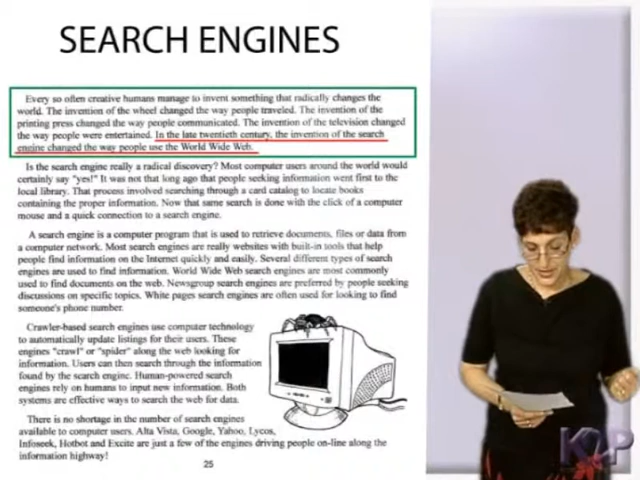 SEARCH ENGINES
Every so often creative humans manage to invent something that radically changes the
world. The invention of the wheel changed the way people traveled. The invention of the
printing press changed the way people communicated. The invention of the television changed
the way people were entertained. In the late twentieth century, the invention of the search
engine changed the way people use the World Wide Web.
Is the search engine really a radical discovery? Most computer users around the world would
certainly say "yes!" It was not that long ago that people seeking information went first to the
local library. That process involved searching through a card catalog to locate books
containing the proper information. Now that same search is done with the click of a computer
mouse and a quick connection to a search engine.
A search engine is a computer program that is used to retrieve documents, files or data from
a computer network. Most search engines are really websites with built-in tools that help
people find information on the Internet quickly and easily. Several different types of search
engines are used to find information. World Wide Web search engines are most commonly
used to find documents on the web. Newsgroup search engines are preferred by people seeking
discussions on specific topics. White pages search engines are often used for looking to find
someone's phone number.
Crawler-based search engines use computer technology
to automatically update listings for their users. These
engines "crawl" or "spider" along the web looking for
information. Users can then search through the information
found by the search engine. Human-powered search
engines rely on humans to input new information. Both
systems are effective ways to search the web for data.
There is no shortage in the number of search engines
available to computer users. Alta Vista, Google, Yahoo, Lycos,
Infoseek, Hotbot and Excite are just a few of the engines driving people on-line along the
information highway!
25